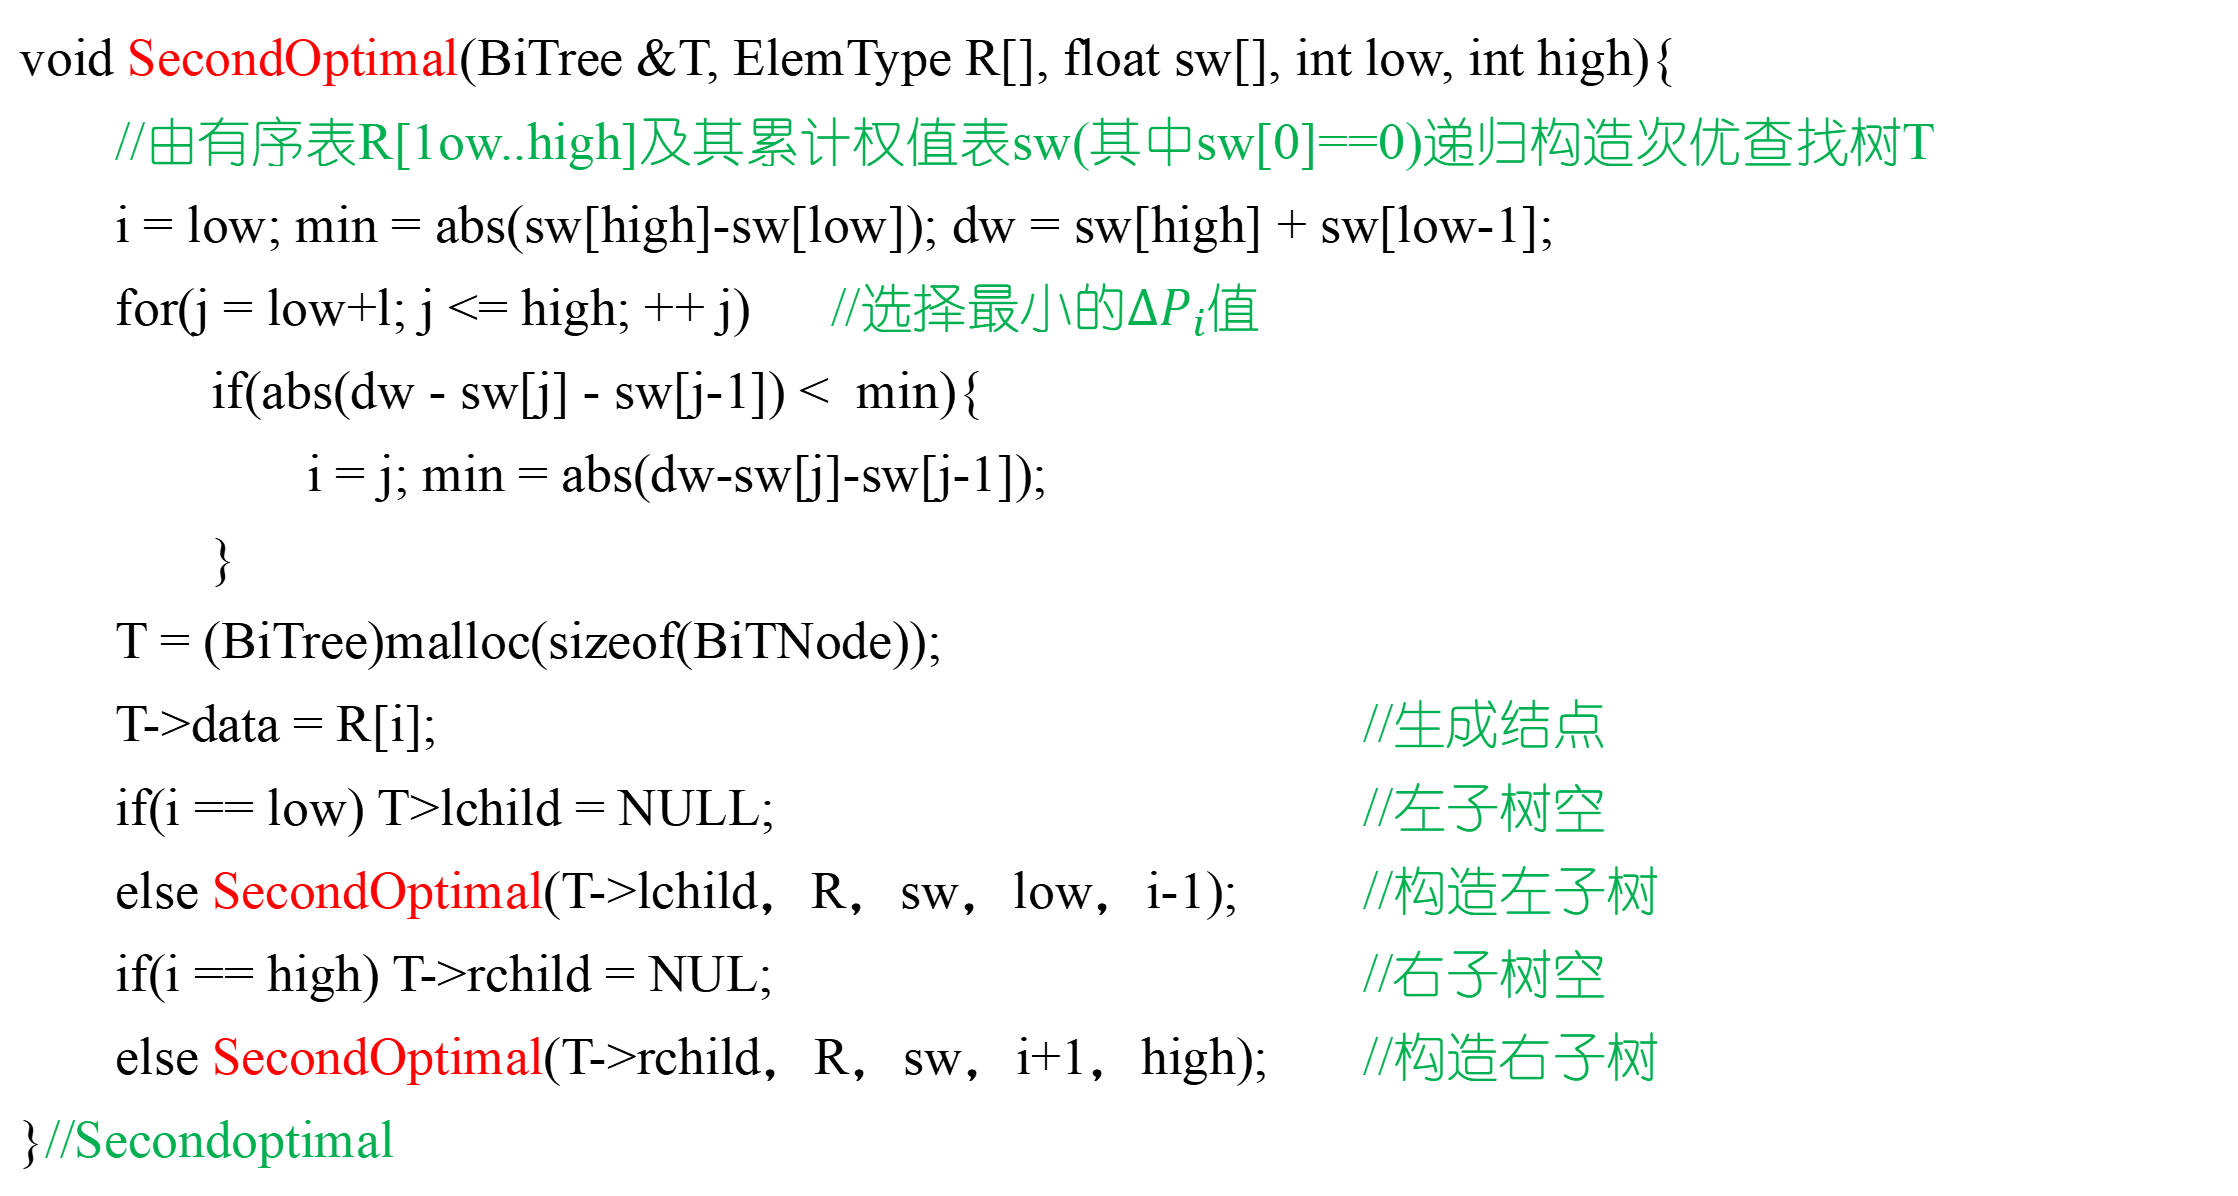 void SecondOptimal(BiTree &T, ElemType R[], float sw[], int low, int high){
//由有序表R[1ow..high]及其累计权值表sw(其中sw[0]==0)递归构造次优查找树T
i = low; min = abs(sw[high]-sw[low]); dw = sw[high] + sw[low-1];
for(j = low+l; j <= high; ++ j) //选择最小的ΔPᵢ值
if(abs(dw - sw[j] - sw[j-1]) < min){
i = j; min = abs(dw-sw[j]-sw[j-1]);
}
T = (BiTree)malloc(sizeof(BiTNode));
T->data = R[i]; //生成结点
if(i == low) T>lchild = NULL; //左子树空
else SecondOptimal(T->lchild，R，sw，low，i-1); //构造左子树
if(i == high) T->rchild = NUL; //右子树空
else SecondOptimal(T->rchild，R，sw，i+1，high); //构造右子树
}//Secondoptimal